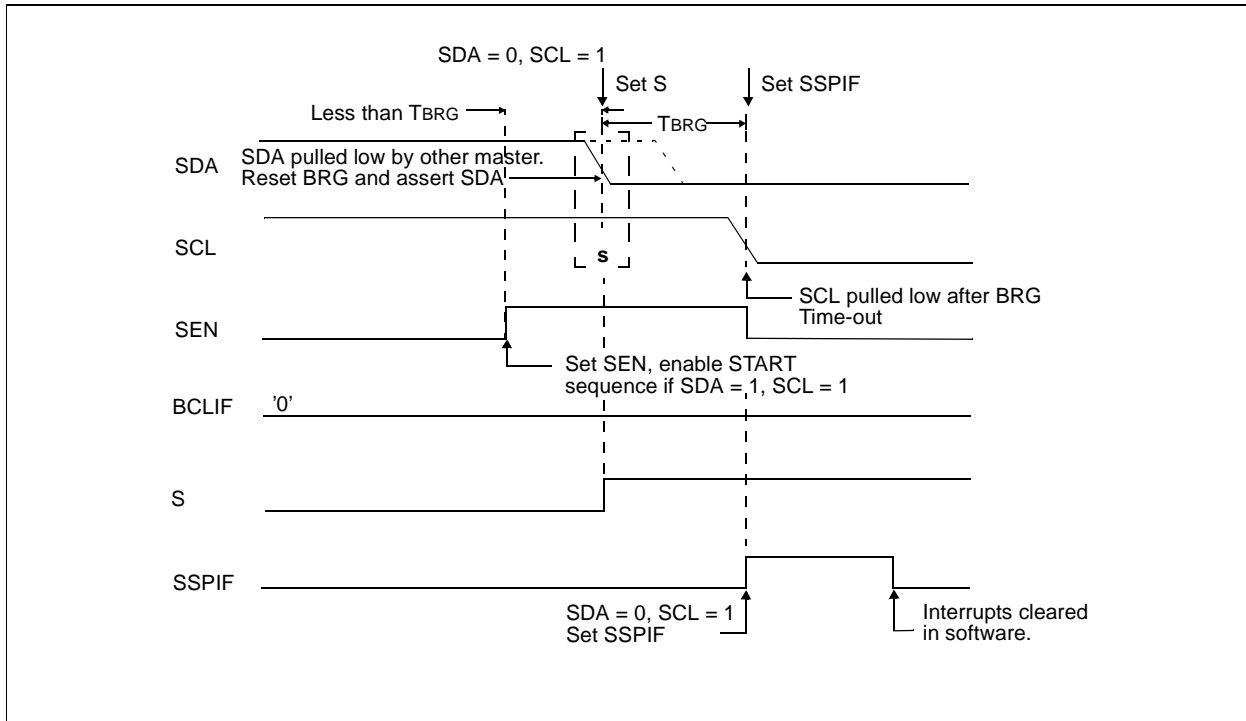 SDA = 0, SCL = 1
Set S
Set SSPIF
Less than TBRG
TBRG
SDA
SDA pulled low by other master.
Reset BRG and assert SDA
SCL
s
SCL pulled low after BRG
Time-out
SEN
Set SEN, enable START
sequence if SDA = 1, SCL = 1
BCLIF
'0'
S
SSPIF
SDA = 0, SCL = 1
Set SSPIF
Interrupts cleared
in software.